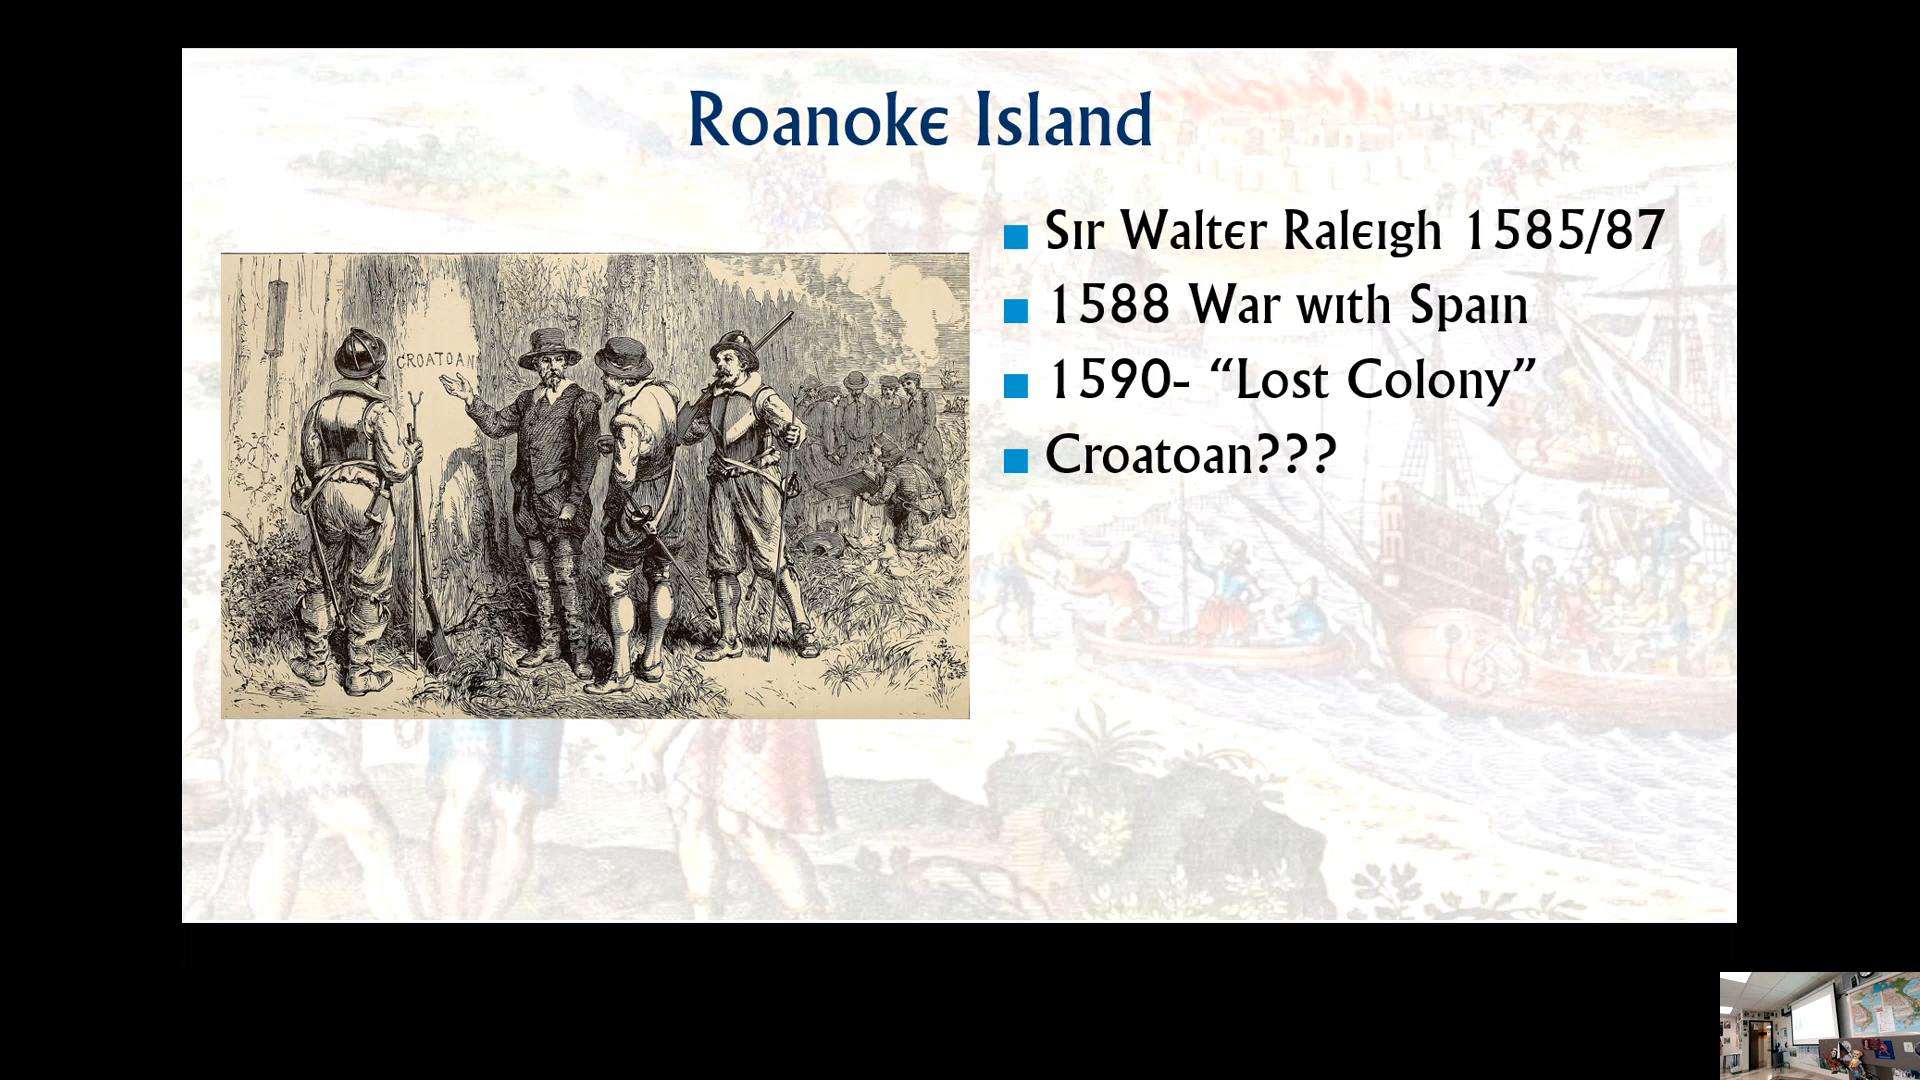 Roanoke Island
Sir Walter Raleigh 1585/87
1588 War with Spain
1590- “Lost Colony”
Croatoan???
CROATOAN